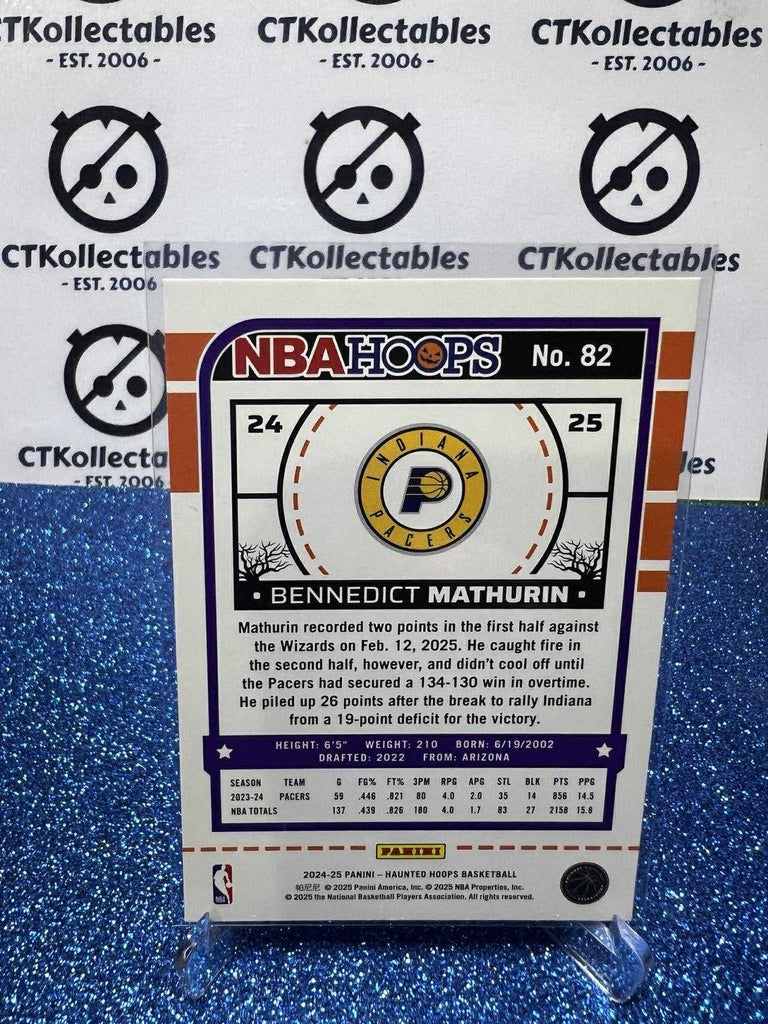 CTKollectables CTKollectables CTKollectables
- EST. 2006 - - EST. 2006 - - EST. 2006 -
CTKollectables CTKollectables CTKollectables
- EST. 2006
CTKollecta les
- EST. 2006
NBA HOOPS No. 82
24 25
INDIANA
P
PACERS
• BENNEDICT MATHURIN •
Mathurin recorded two points in the first half against
the Wizards on Feb. 12, 2025. He caught fire in
the second half, however, and didn't cool off until
the Pacers had secured a 134-130 win in overtime.
He piled up 26 points after the break to rally Indiana
from a 19-point deficit for the victory.
HEIGHT: 6'5" WEIGHT: 210 BORN: 6/19/2002
DRAFTED: 2022 FROM: ARIZONA
SEASON TEAM G FG% FT% 3PM RPG APG STL BLK PTS PPG
2023-24 PACERS 59 .446 .821 80 4.0 2.0 35 14 856 14.5
NBA TOTALS 137 .439 .826 180 4.0 1.7 83 27 2158 15.8
PANINI
2024-25 PANINI – HAUNTED HOOPS BASKETBALL
帕尼尼 © 2025 Panini America, Inc. © 2025 NBA Properties, Inc.
© 2025 the National Basketball Players Association. All rights reserved.
NBA